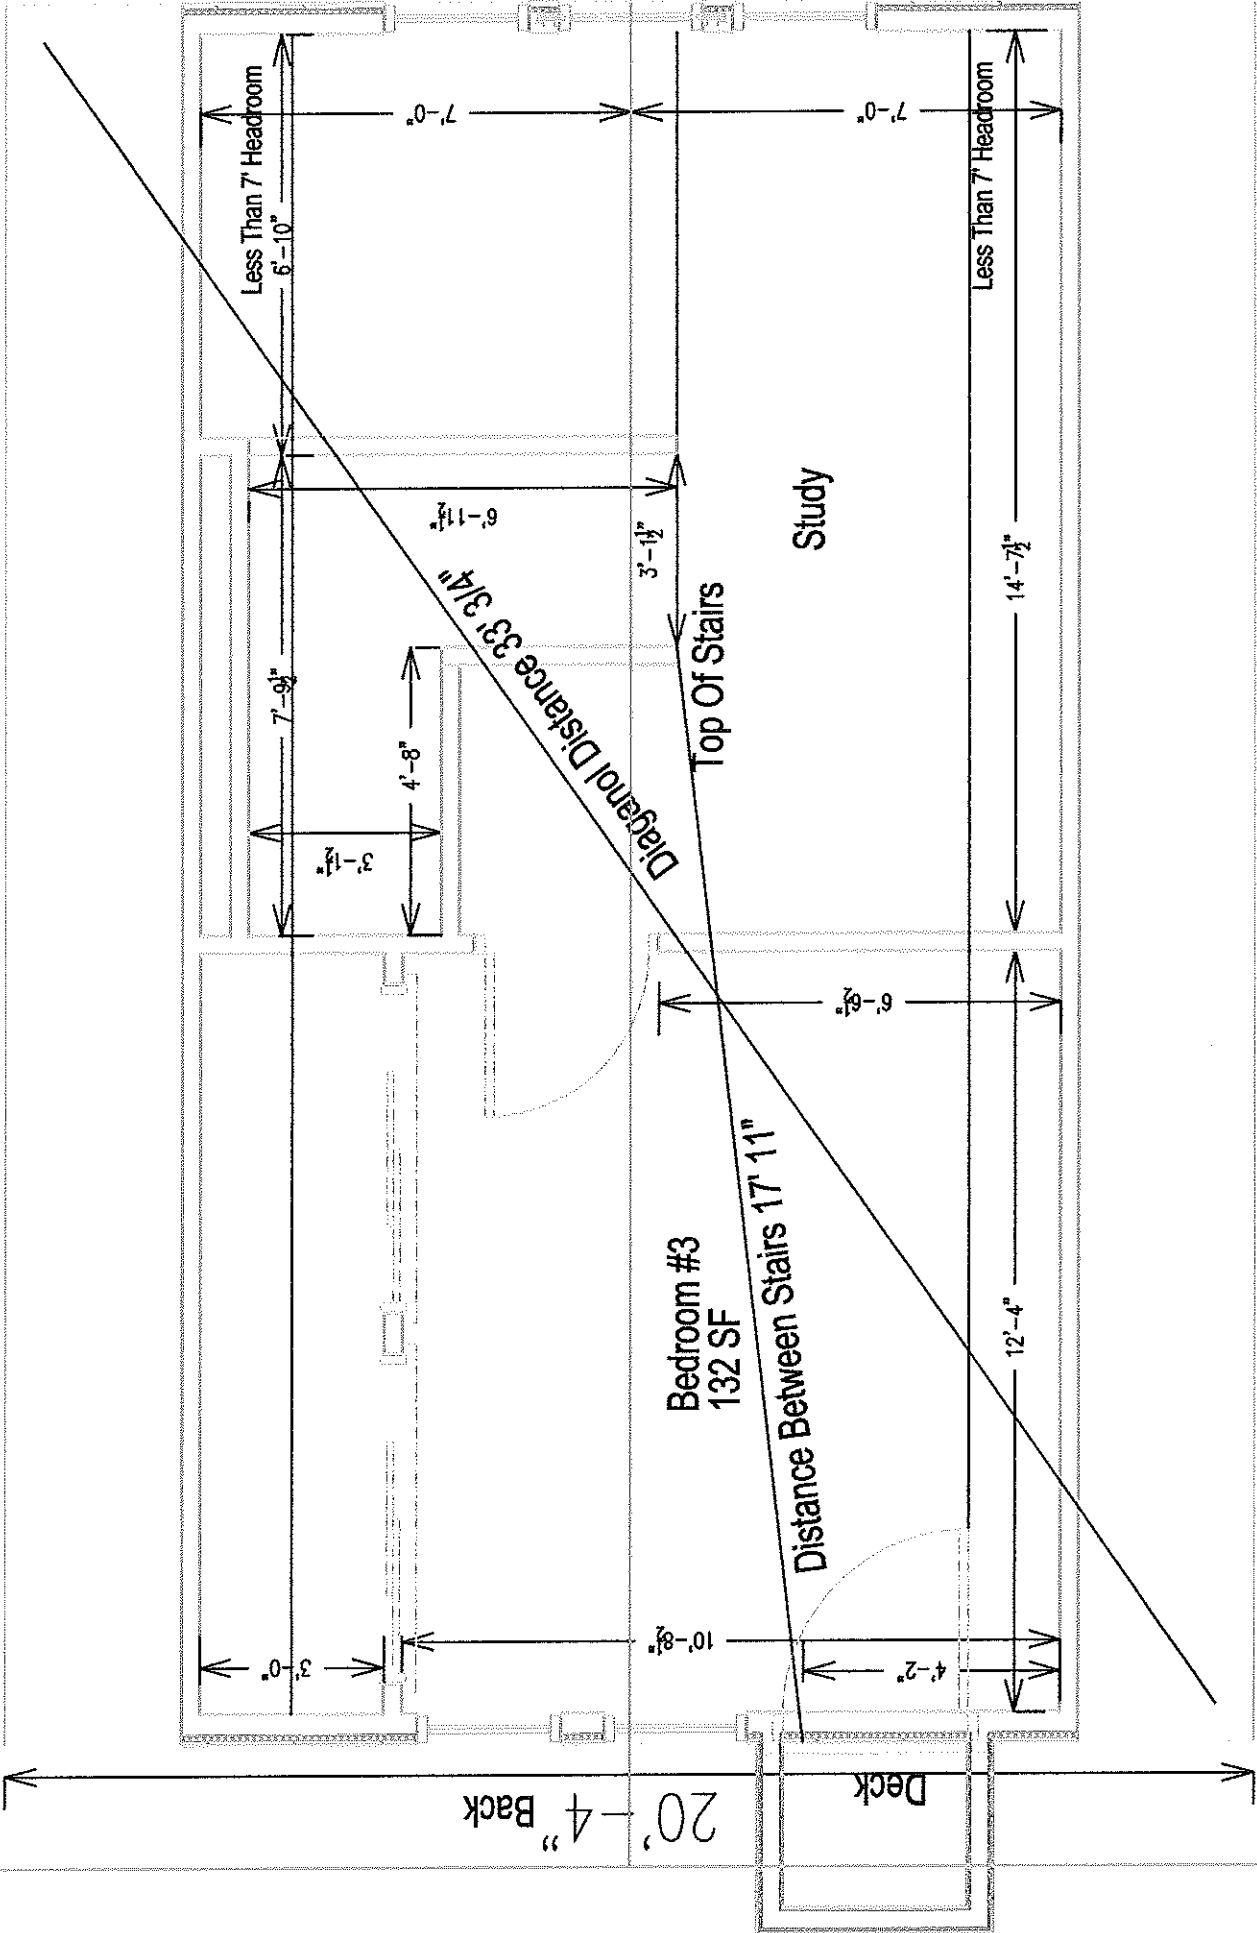 Less Than 7' Headroom
6'-10"
7'-0"
7'-0"
Less Than 7' Headroom
6'-11½"
3'-1½"
Study
14'-7½"
Diaganol Distance 33' 3/4"
Top Of Stairs
7'-9½"
4'-8"
3'-1½"
6'-6½"
Bedroom #3
132 SF
Distance Between Stairs 17' 11"
12'-4"
3'-0"
10'-8½"
4'-2"
20'-4" Back
Deck